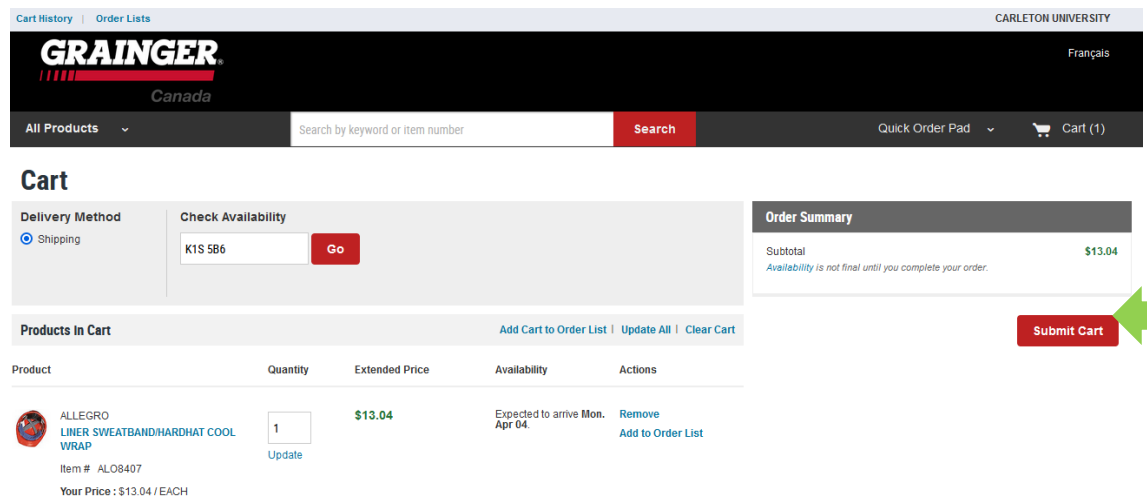 Cart History | Order Lists
CARLETON UNIVERSITY
GRAINGER®
Canada
Français
All Products
Search by keyword or item number
Search
Quick Order Pad
Cart (1)
Cart
Delivery Method
Shipping
Check Availability
K1S 5B6
Go
Order Summary
Subtotal $13.04
Availability is not final until you complete your order.
Submit Cart
Products in Cart
Add Cart to Order List | Update All | Clear Cart
Product Quantity Extended Price Availability Actions
ALLEGRO
LINER SWEATBAND/HARDHAT COOL
WRAP
Item # ALO8407
Your Price : $13.04 / EACH
1
Update
$13.04
Expected to arrive Mon.
Apr 04.
Remove
Add to Order List